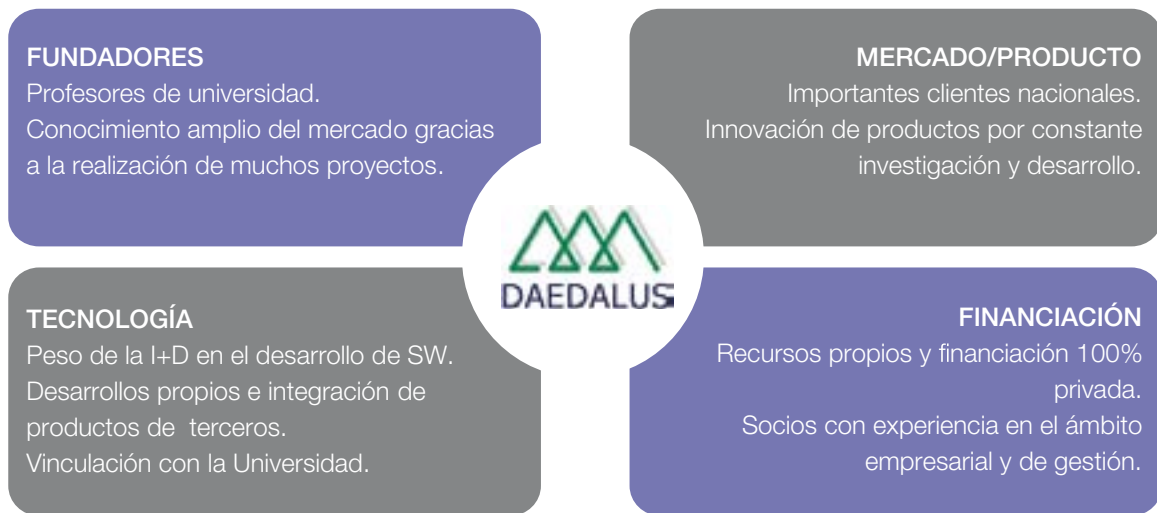 FUNDADORES
Profesores de universidad.
Conocimiento amplio del mercado gracias
a la realización de muchos proyectos.
MERCADO/PRODUCTO
Importantes clientes nacionales.
Innovación de productos por constante
investigación y desarrollo.
DAEDALUS
TECNOLOGÍA
Peso de la I+D en el desarrollo de SW.
Desarrollos propios e integración de
productos de terceros.
Vinculación con la Universidad.
FINANCIACIÓN
Recursos propios y financiación 100%
privada.
Socios con experiencia en el ámbito
empresarial y de gestión.